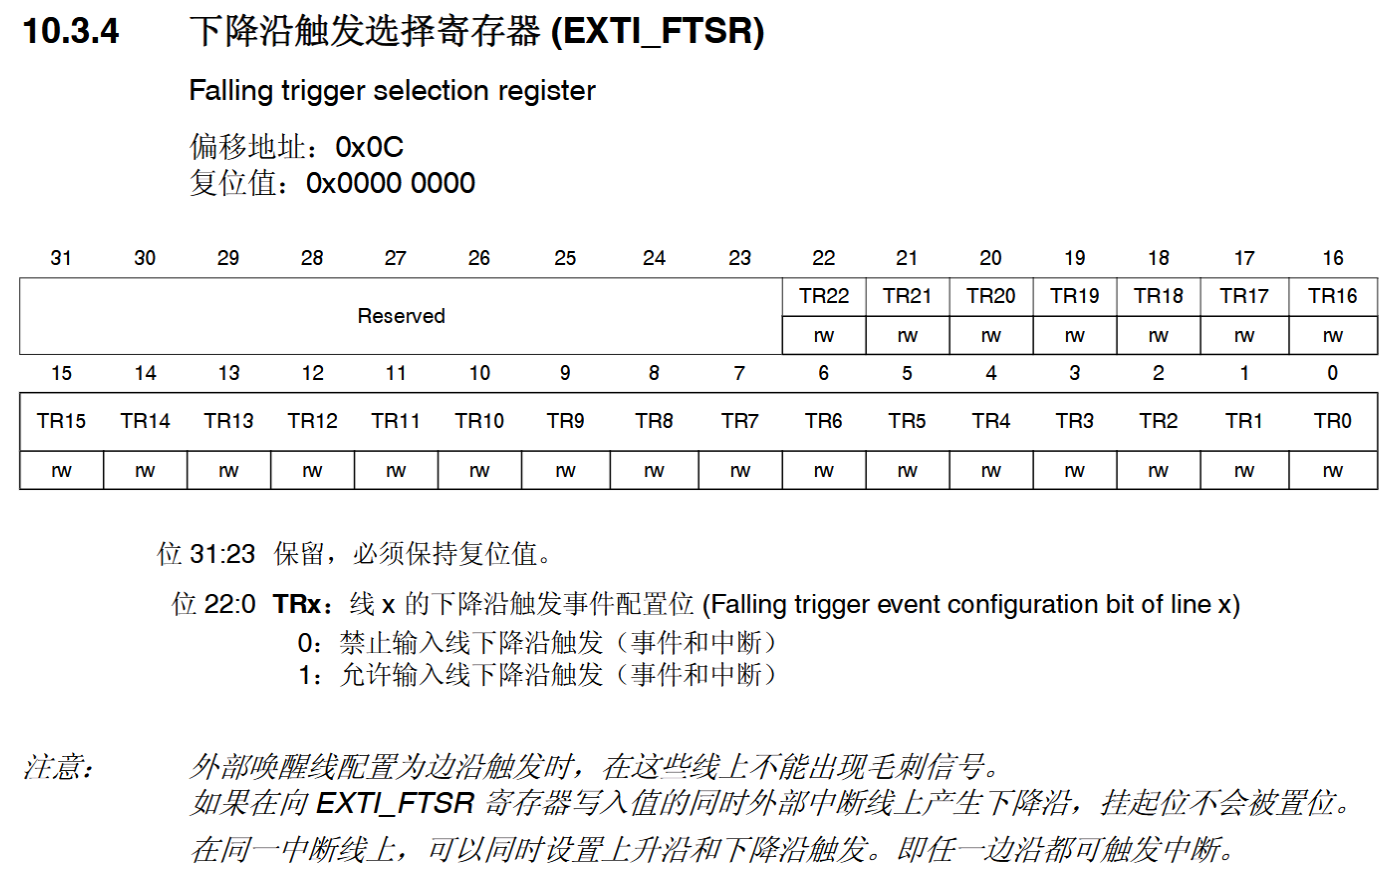 10.3.4 下降沿触发选择寄存器 (EXTI_FTSR)
Falling trigger selection register
偏移地址：0x0C
复位值：0x0000 0000
31 30 29 28 27 26 25 24 23 22 21 20 19 18 17 16
Reserved TR22 TR21 TR20 TR19 TR18 TR17 TR16
rw rw rw rw rw rw rw
15 14 13 12 11 10 9 8 7 6 5 4 3 2 1 0
TR15 TR14 TR13 TR12 TR11 TR10 TR9 TR8 TR7 TR6 TR5 TR4 TR3 TR2 TR1 TR0
rw rw rw rw rw rw rw rw rw rw rw rw rw rw rw rw
位 31:23 保留，必须保持复位值。
位 22:0 TRx：线 x 的下降沿触发事件配置位 (Falling trigger event configuration bit of line x)
0：禁止输入线下降沿触发（事件和中断）
1：允许输入线下降沿触发（事件和中断）
注意： 外部唤醒线配置为边沿触发时，在这些线上不能出现毛刺信号。
如果在向 EXTI_FTSR 寄存器写入值的同时外部中断线上产生下降沿，挂起位不会被置位。
在同一中断线上，可以同时设置上升沿和下降沿触发。即任一边沿都可触发中断。